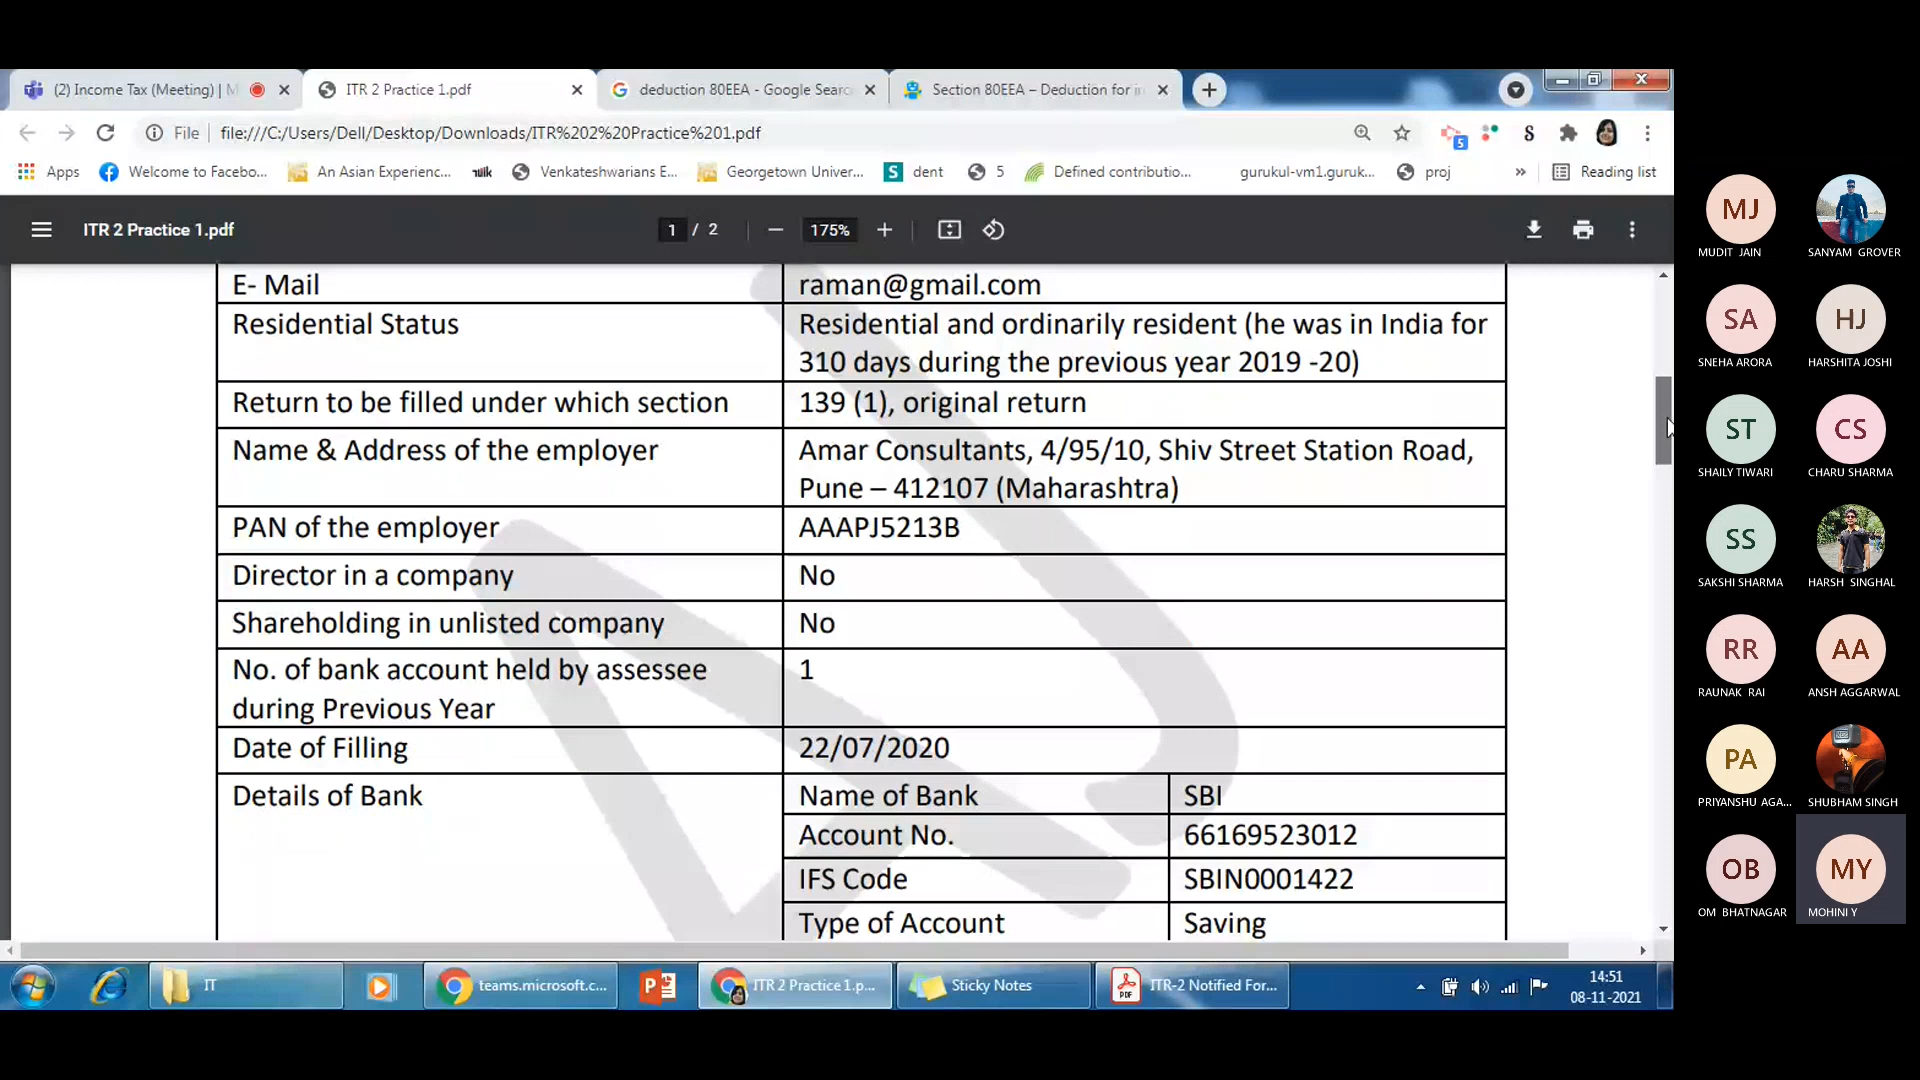 (2) Income Tax (Meeting) | M
ITR 2 Practice 1.pdf
deduction 80EEA - Google Searc
Section 80EEA – Deduction for in
File
file:///C:/Users/Dell/Desktop/Downloads/ITR%202%20Practice%201.pdf
5
S
Apps
Welcome to Facebo...
An Asian Experienc...
Venkateshwarians E...
Georgetown Univer...
S dent
5
Defined contributio...
gurukul-vm1.guruk...
proj
»
Reading list
ITR 2 Practice 1.pdf
1 / 2
175%
E- Mail
raman@gmail.com
Residential Status
Residential and ordinarily resident (he was in India for
310 days during the previous year 2019 -20)
Return to be filled under which section
139 (1), original return
Name & Address of the employer
Amar Consultants, 4/95/10, Shiv Street Station Road,
Pune – 412107 (Maharashtra)
PAN of the employer
AAAPJ5213B
Director in a company
No
Shareholding in unlisted company
No
No. of bank account held by assessee
during Previous Year
1
Date of Filling
22/07/2020
Details of Bank
Name of Bank
SBI
Account No.
66169523012
IFS Code
SBIN0001422
Type of Account
Saving
IT
teams.microsoft.c...
ITR 2 Practice 1.p...
Sticky Notes
PDF
ITR-2 Notified For...
14:51
08-11-2021
MJ
MUDIT JAIN
SANYAM GROVER
SA
SNEHA ARORA
HJ
HARSHITA JOSHI
ST
SHAILY TIWARI
CS
CHARU SHARMA
SS
SAKSHI SHARMA
HARSH SINGHAL
RR
RAUNAK RAI
AA
ANSH AGGARWAL
PA
PRIYANSHU AGA...
SHUBHAM SINGH
OB
OM BHATNAGAR
MY
MOHINI Y